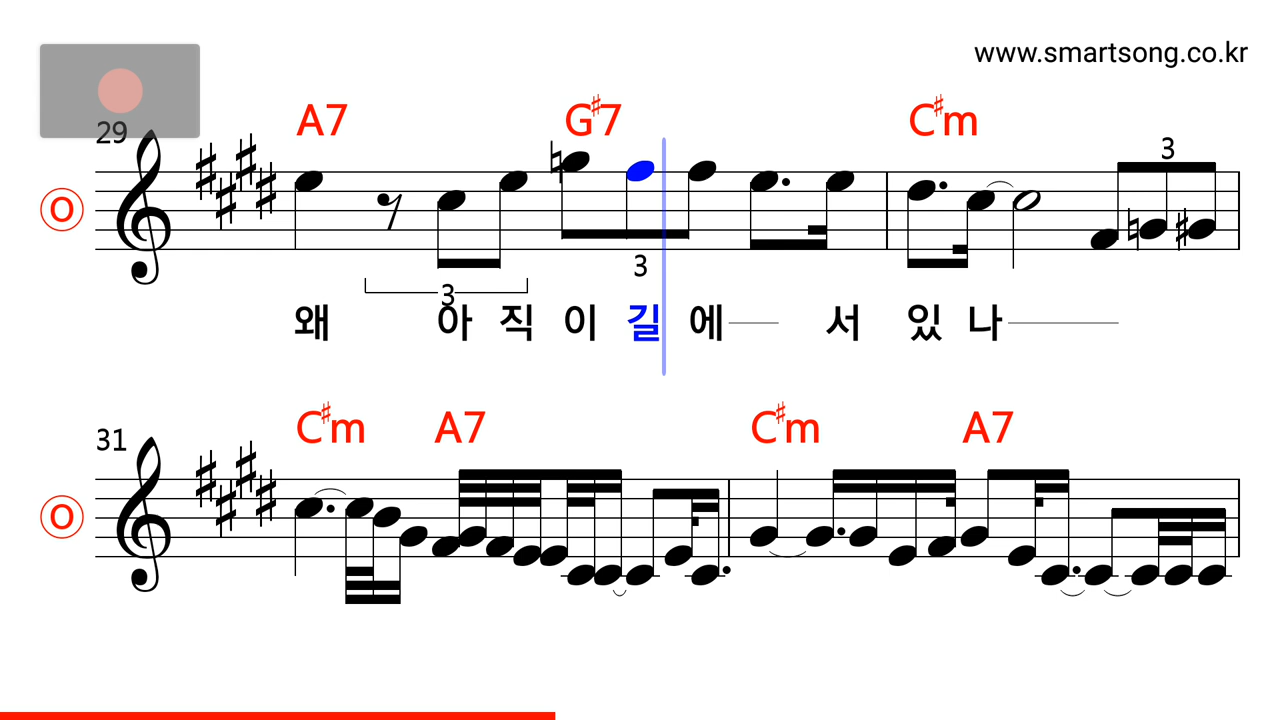 www.smartsong.co.kr
A7 G♯7 C♯m
29
3
O
3
3
왜 아 직 이 길 에 서 있 나
C♯m A7 C♯m A7
31
O